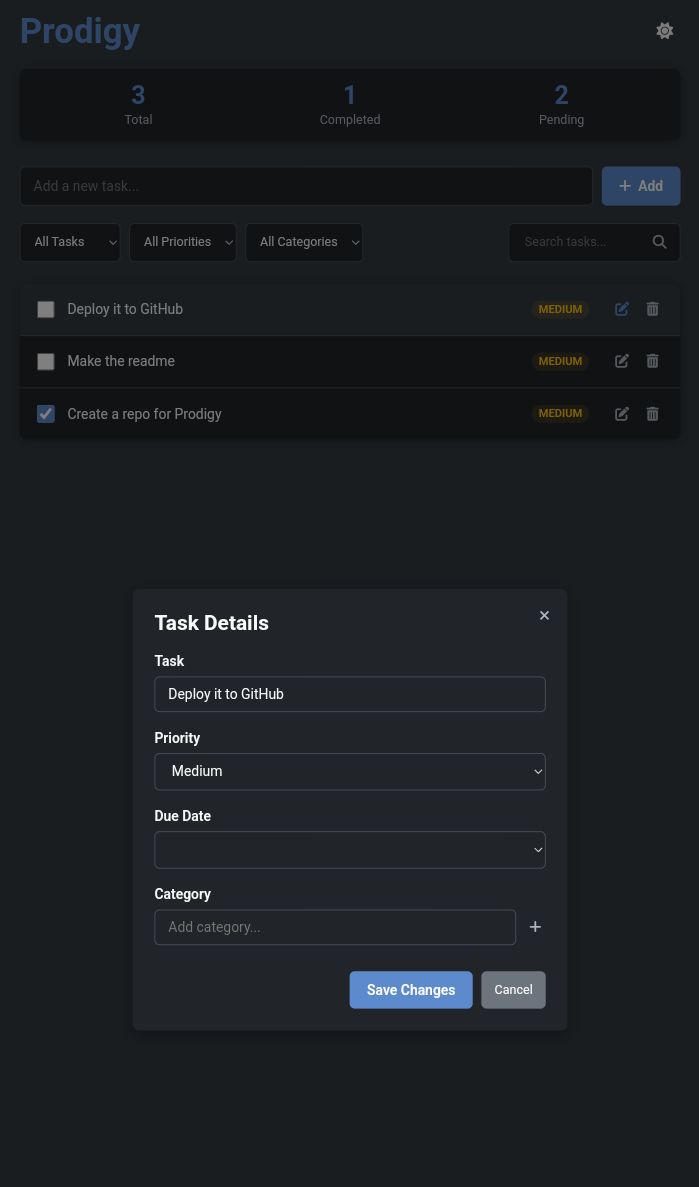 Prodigy
3 1 2
Total Completed Pending
Add a new task... + Add
All Tasks All Priorities All Categories Search tasks...
Deploy it to GitHub MEDIUM
Make the readme MEDIUM
Create a repo for Prodigy MEDIUM
Task Details ×
Task
Deploy it to GitHub
Priority
Medium
Due Date
Category
Add category... +
Save Changes Cancel